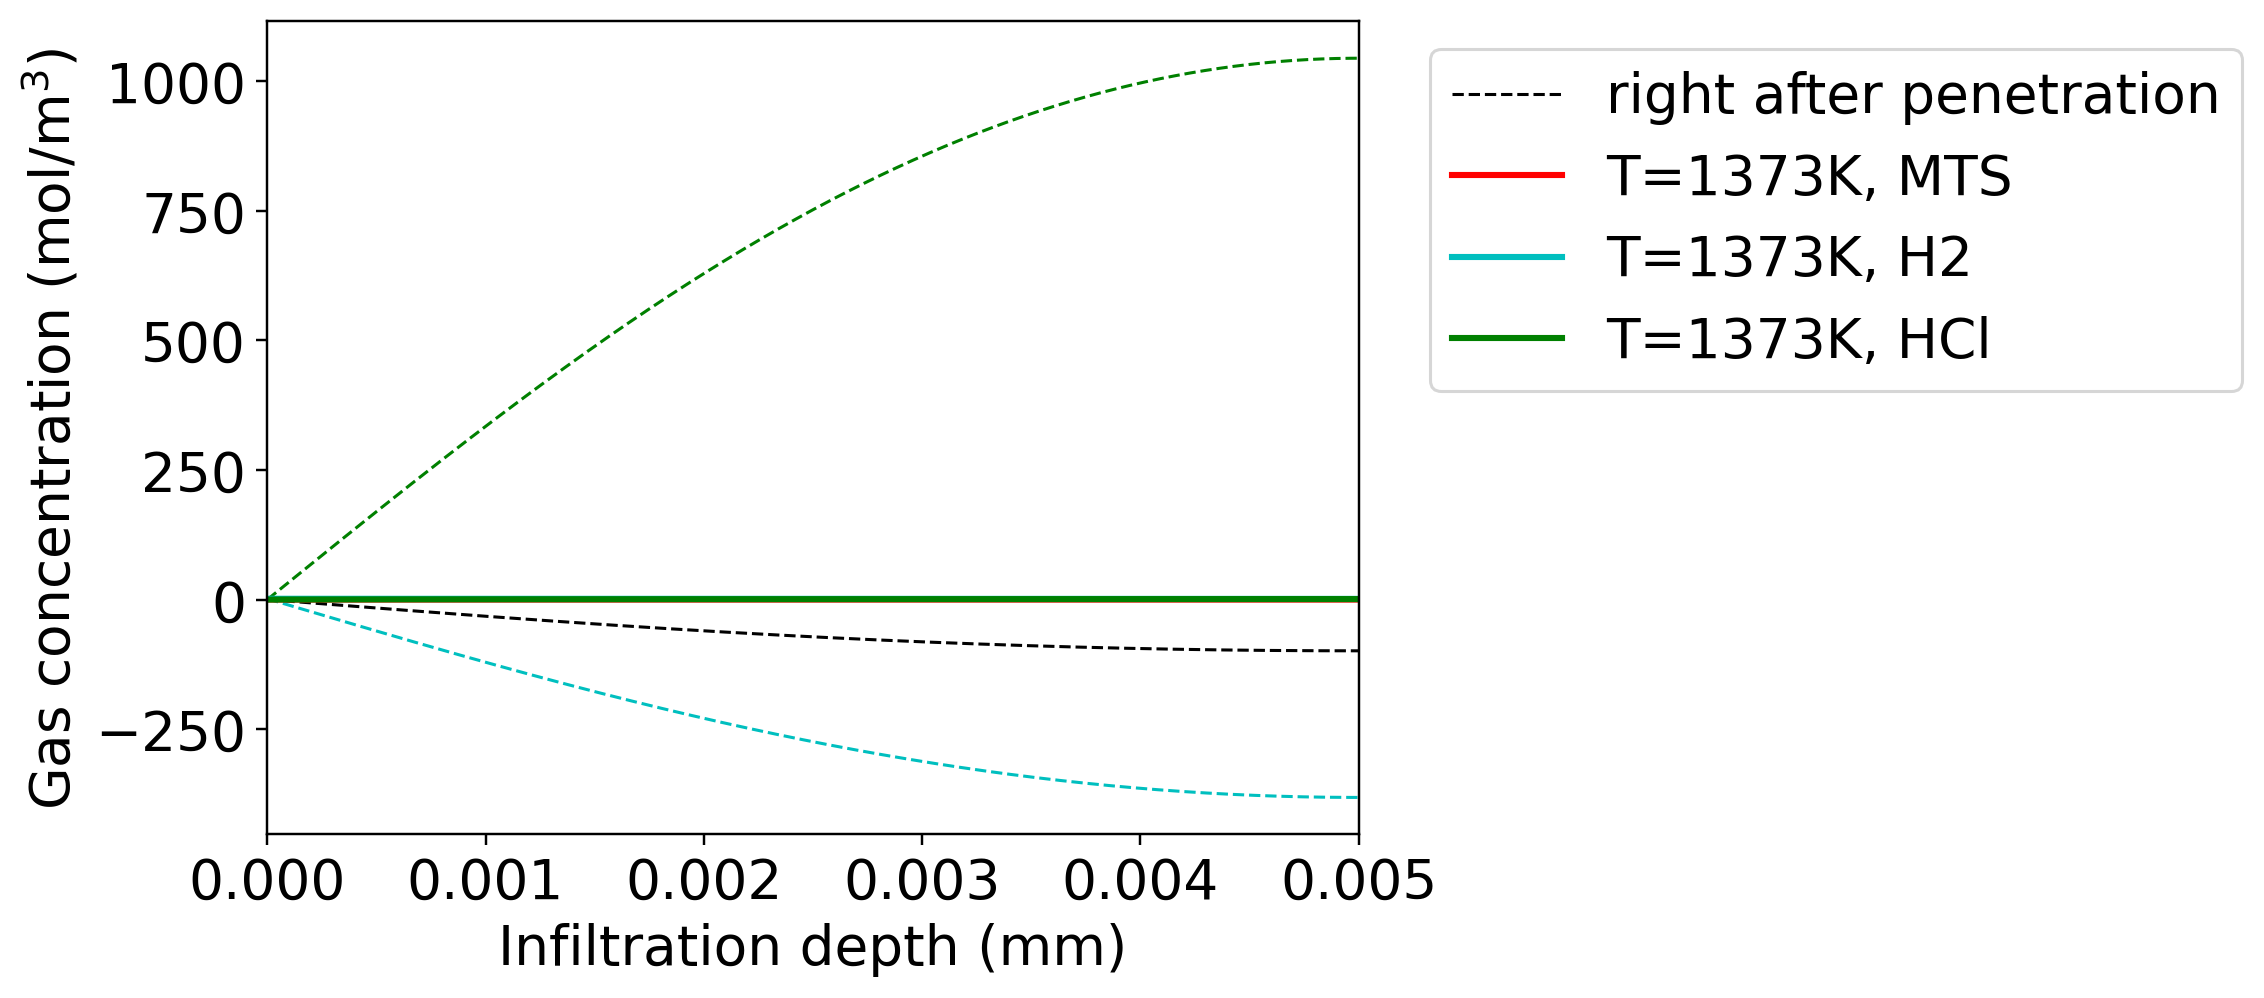 Gas concentration (mol/m³)
1000
750
500
250
0
−250
0.000 0.001 0.002 0.003 0.004 0.005
Infiltration depth (mm)
right after penetration
T=1373K, MTS
T=1373K, H2
T=1373K, HCl